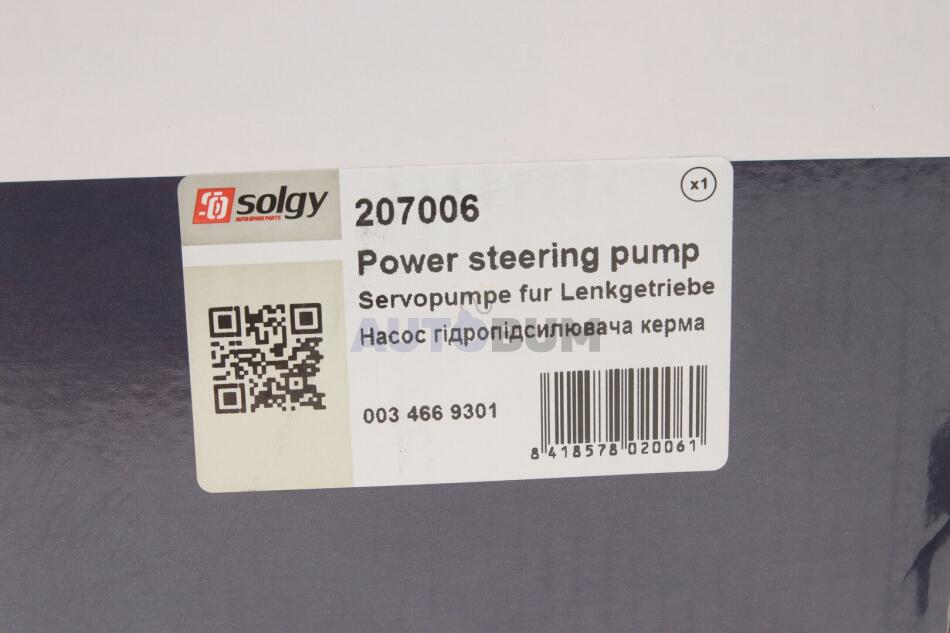 solgy
AUTO SPARE PARTS
207006
x1
Power steering pump
Servopumpe fur Lenkgetriebe
Насос гідропідсилювача керма
AUTOBUM
003 466 9301
8 418578 020061